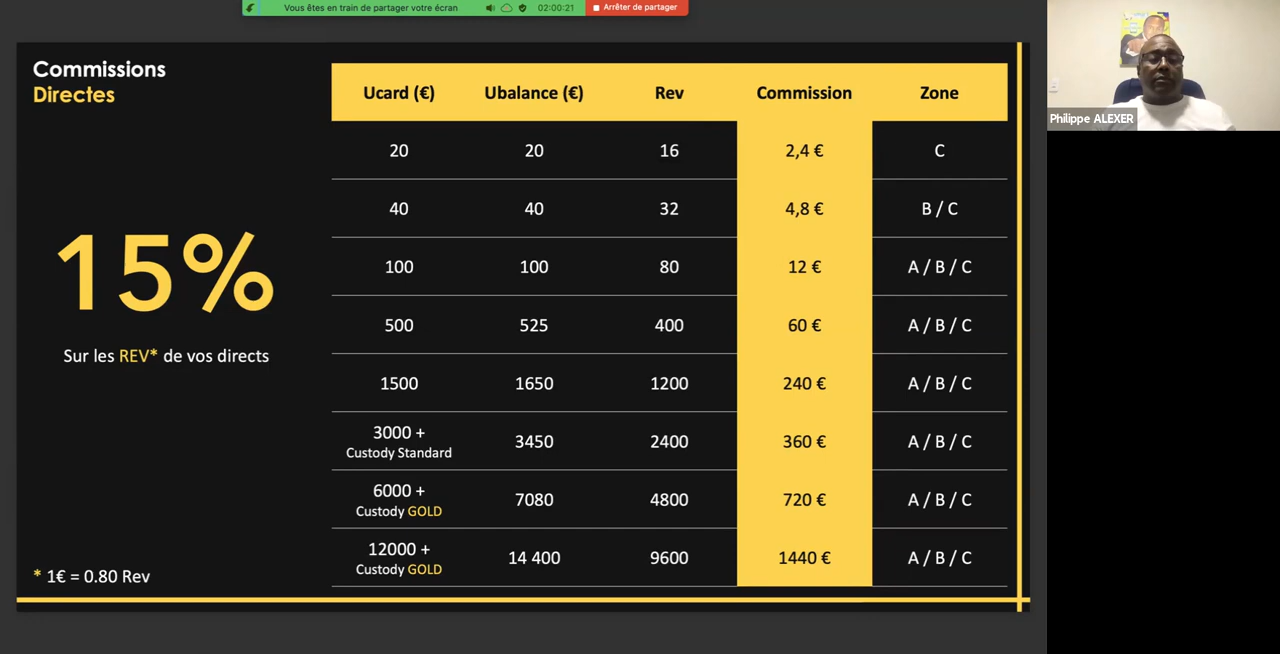 Vous êtes en train de partager votre écran 02:00:21 Arrêter de partager
Commissions
Directes
15%
Sur les REV* de vos directs
* 1€ = 0.80 Rev
Ucard (€) Ubalance (€) Rev Commission Zone
20 20 16 2,4 € C
40 40 32 4,8 € B / C
100 100 80 12 € A / B / C
500 525 400 60 € A / B / C
1500 1650 1200 240 € A / B / C
3000 +
Custody Standard 3450 2400 360 € A / B / C
6000 +
Custody GOLD 7080 4800 720 € A / B / C
12000 +
Custody GOLD 14 400 9600 1440 € A / B / C
Philippe ALEXER